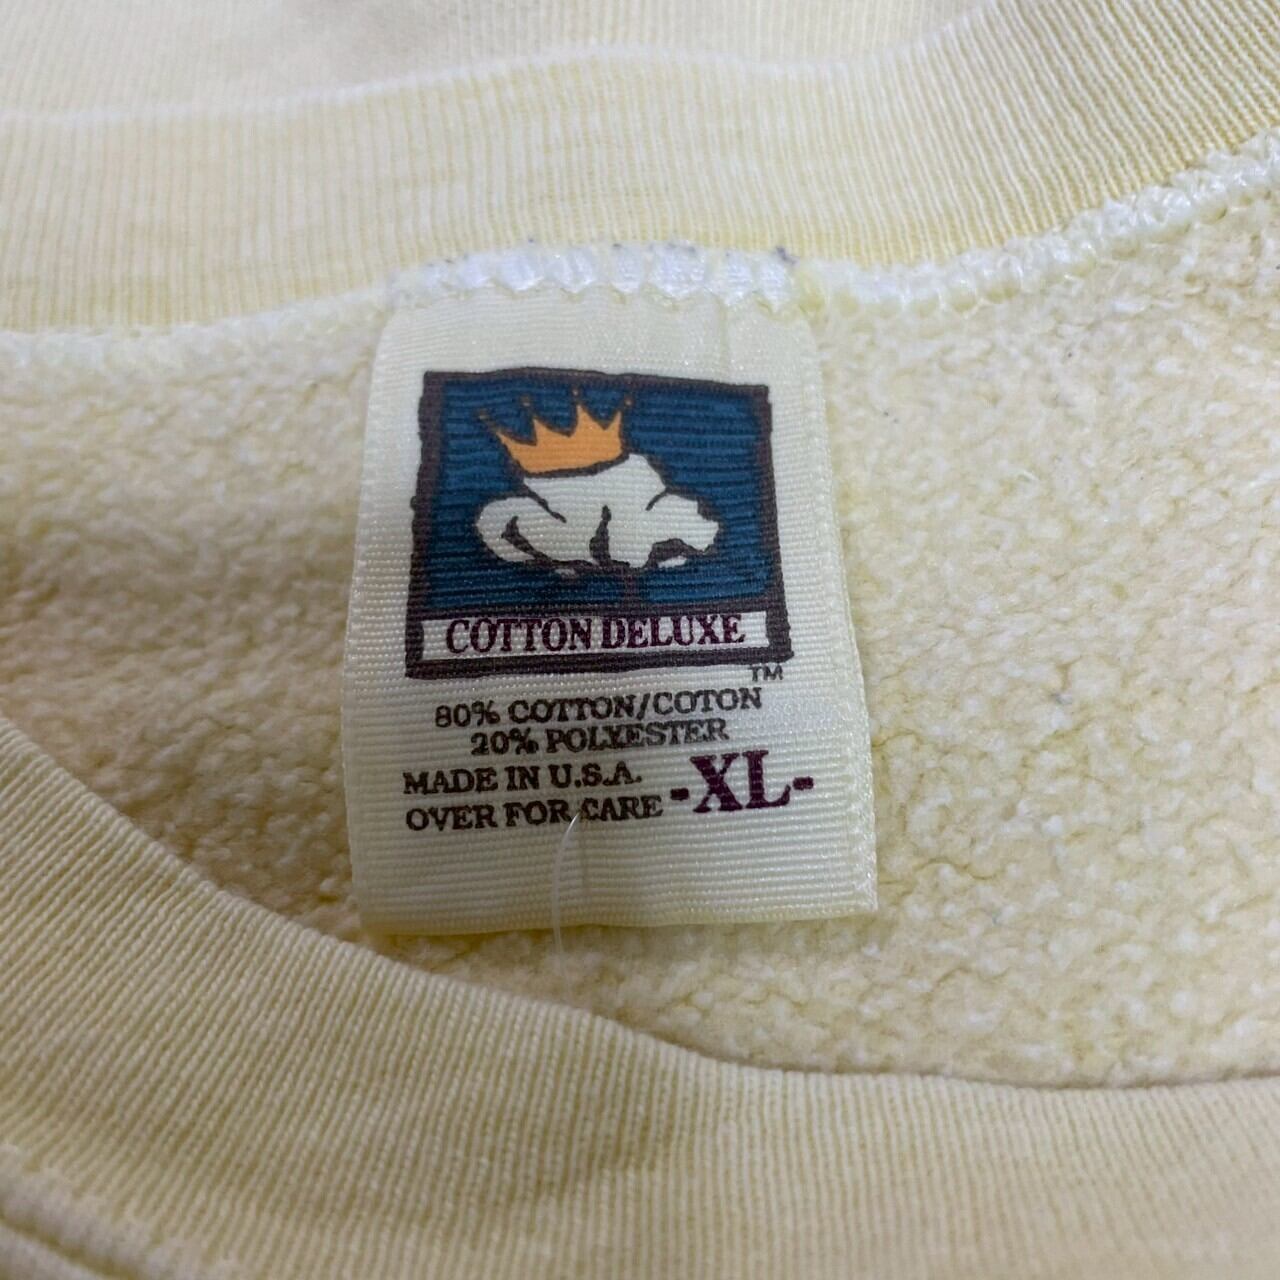 COTTON DELUXE
TM
80% COTTON/COTON
20% POLYESTER
MADE IN U.S.A.
OVER FOR CARE -XL-